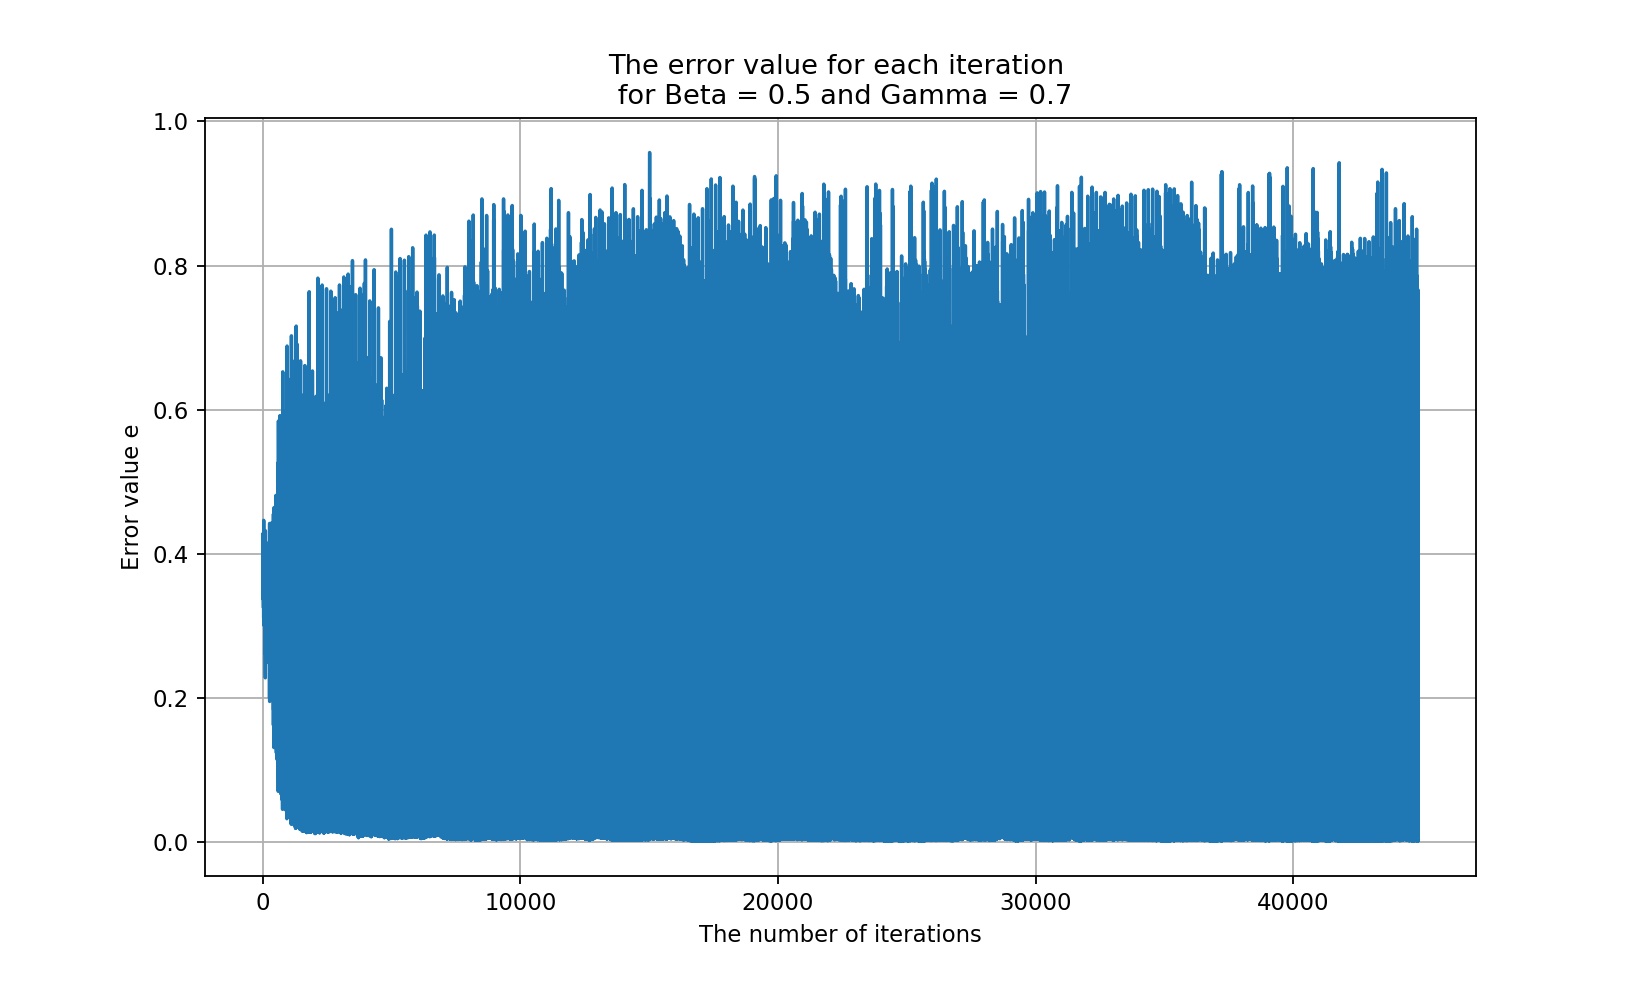 The error value for each iteration
for Beta = 0.5 and Gamma = 0.7
1.0
0.8
0.6
0.4
0.2
0.0
Error value e
0 10000 20000 30000 40000
The number of iterations